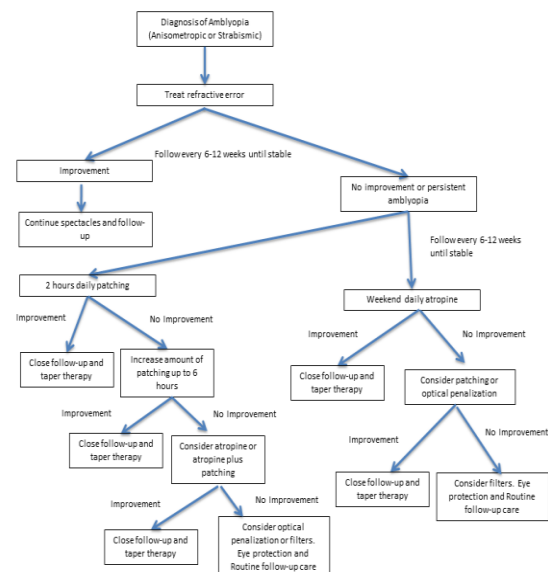 Diagnosis of Amblyopia
(Anisometropic or Strabismic)
Treat refractive error
Follow every 6-12 weeks until stable
Improvement
No improvement or persistent
amblyopia
Continue spectacles and follow-
up
Follow every 6-12 weeks
until stable
2 hours daily patching
Weekend daily atropine
Improvement
No Improvement
Improvement
No Improvement
Close follow-up and
taper therapy
Increase amount of
patching up to 6
hours
Close follow-up and
taper therapy
Consider patching or
optical penalization
Improvement
No Improvement
Improvement
No Improvement
Close follow-up and
taper therapy
Consider atropine or
atropine plus
patching
Close follow-up and
taper therapy
Consider filters. Eye
protection and Routine
follow-up care
Improvement
No Improvement
Close follow-up and
taper therapy
Consider optical
penalization or filters.
Eye protection and
Routine follow-up care